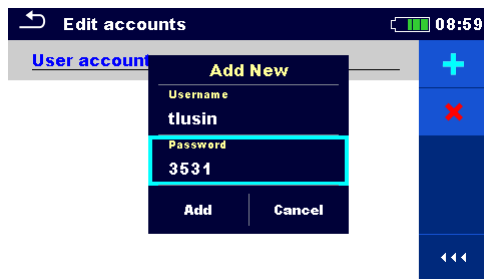 Edit accounts
08:59
User account
Add New
Username
tlusin
Password
3531
Add
Cancel